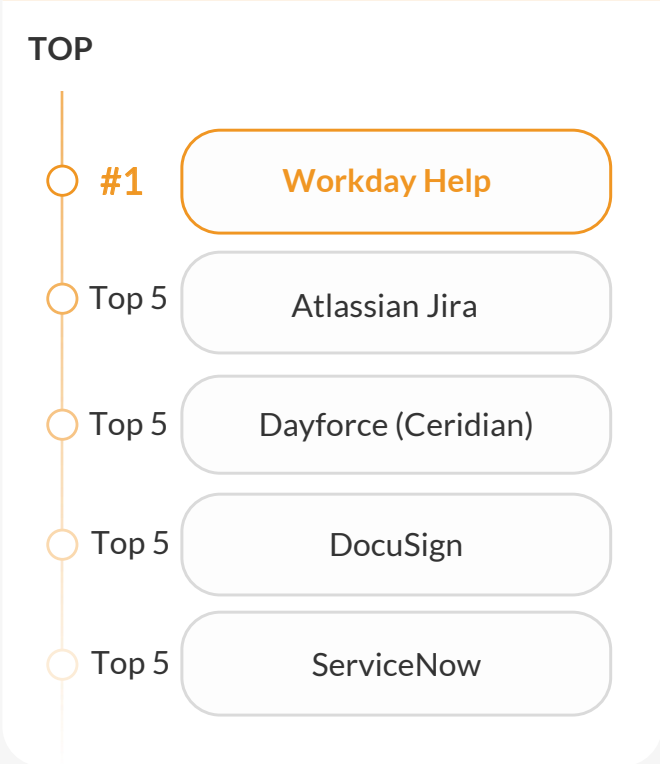 TOP
#1 Workday Help
Top 5 Atlassian Jira
Top 5 Dayforce (Ceridian)
Top 5 DocuSign
Top 5 ServiceNow